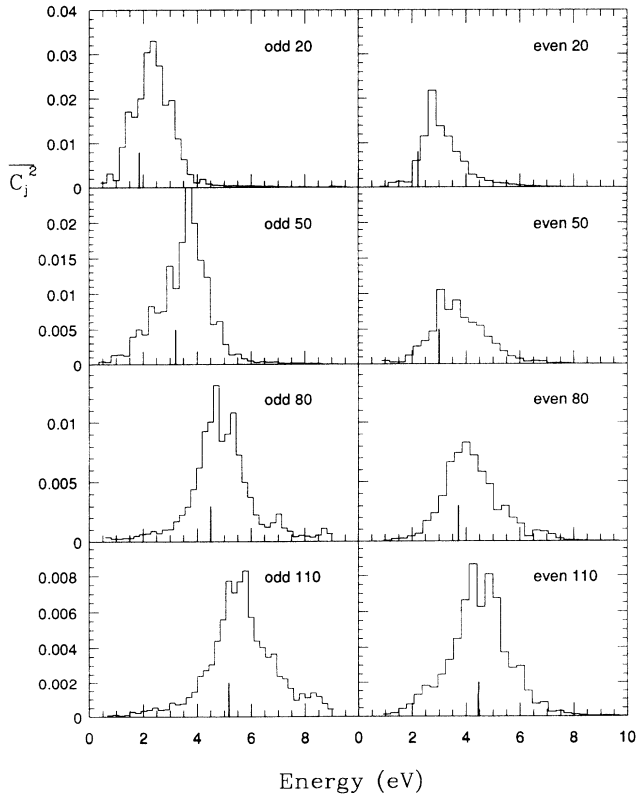 0.04
0.03
0.02
0.01
0
odd 20
even 20
C_j^2
0.02
0.015
0.01
0.005
0
odd 50
even 50
0.01
0.005
0
odd 80
even 80
0.008
0.006
0.004
0.002
0
odd 110
even 110
0 2 4 6 8 0 2 4 6 8 10
Energy (eV)